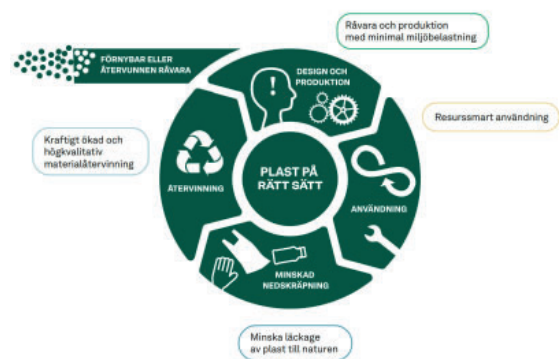 Råvara och produktion
med minimal miljöbelastning
FÖRNYBAR ELLER
ÅTERVUNNEN RÅVARA
DESIGN OCH
PRODUKTION
!
Resurssmart användning
Kraftigt ökad och
högkvalitativ
materialåtervinning
PLAST PÅ
RÄTT SÄTT
ÅTERVINNING
ANVÄNDNING
MINSKAD
NEDSKRÄPNING
Minska läckage
av plast till naturen